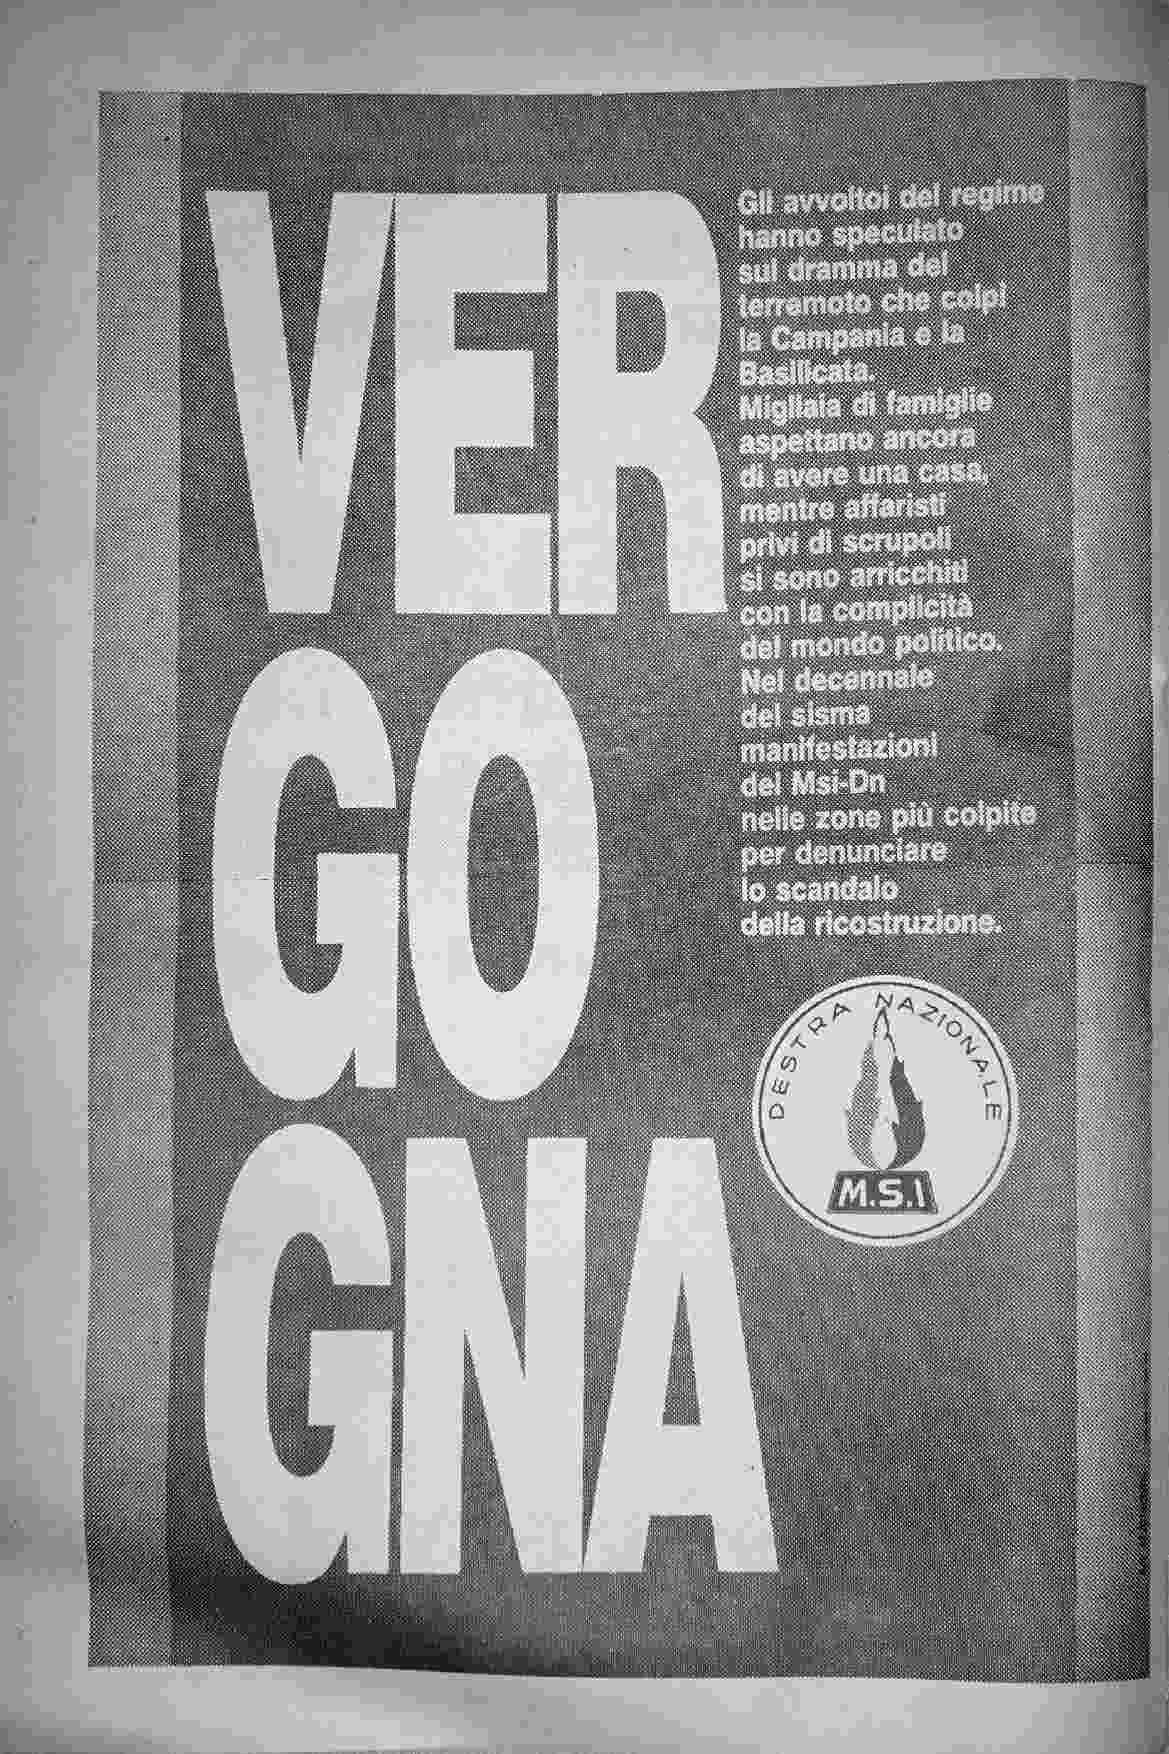 VER
GO
GNA
Gli avvoltoi del regime
hanno speculato
sul dramma del
terremoto che colpì
la Campania e la
Basilicata.
Migliaia di famiglie
aspettano ancora
di avere una casa,
mentre affaristi
privi di scrupoli
si sono arricchiti
con la complicità
del mondo politico.
Nel decennale
del sisma
manifestazioni
del Msi-Dn
nelle zone più colpite
per denunciare
lo scandalo
della ricostruzione.
DESTRA NAZIONALE
M.S.I